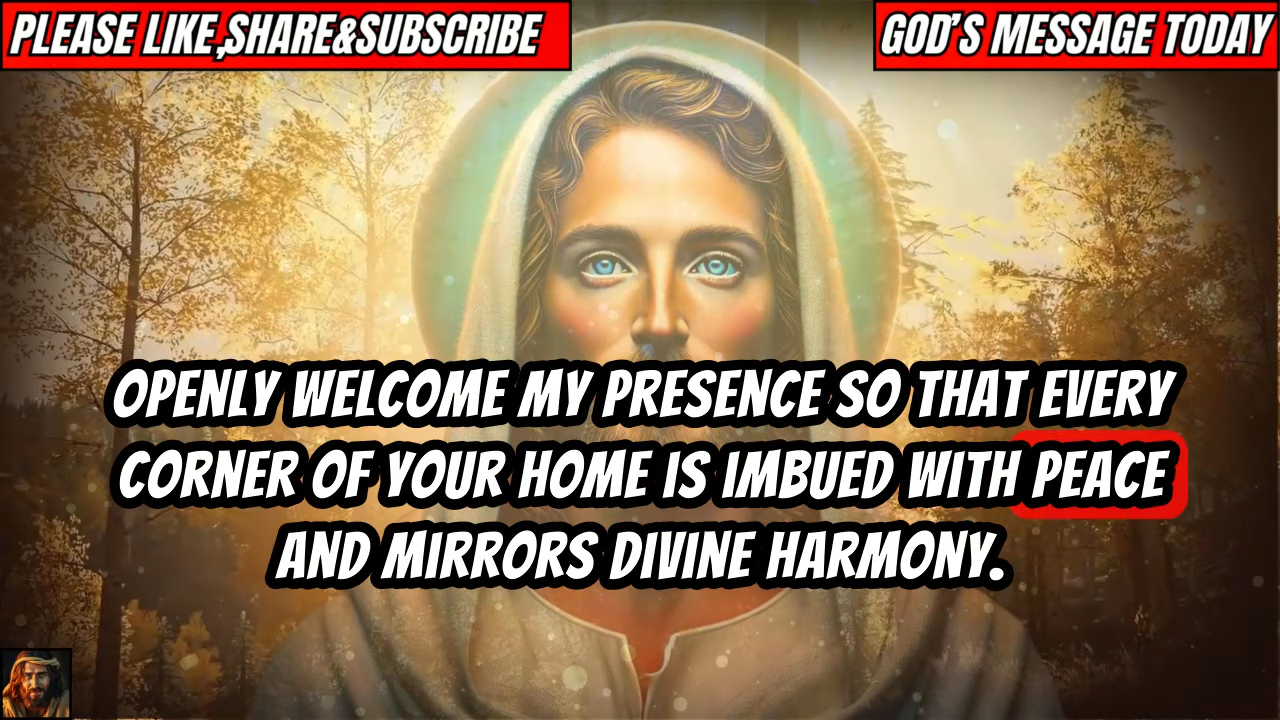 PLEASE LIKE,SHARE&SUBSCRIBE
GOD'S MESSAGE TODAY
OPENLY WELCOME MY PRESENCE SO THAT EVERY
CORNER OF YOUR HOME IS IMBUED WITH PEACE
AND MIRRORS DIVINE HARMONY.